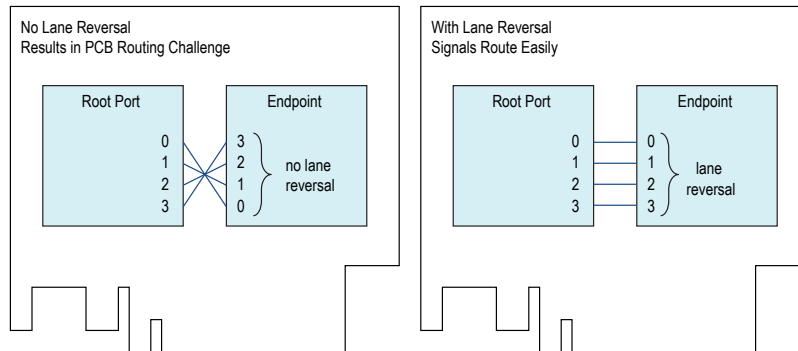 No Lane Reversal
Results in PCB Routing Challenge
Root Port
Endpoint
0
1
2
3
3
2
1
0
no lane
reversal
With Lane Reversal
Signals Route Easily
Root Port
Endpoint
0
1
2
3
0
1
2
3
lane
reversal